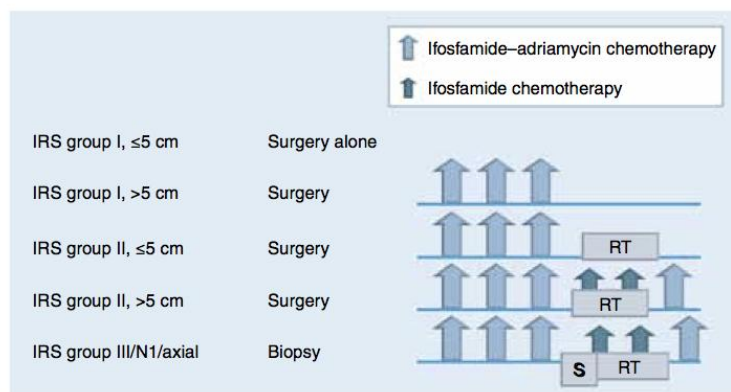 Ifosfamide–adriamycin chemotherapy
Ifosfamide chemotherapy
IRS group I, ≤5 cm Surgery alone
IRS group I, >5 cm Surgery
IRS group II, ≤5 cm Surgery RT
IRS group II, >5 cm Surgery RT
IRS group III/N1/axial Biopsy S RT